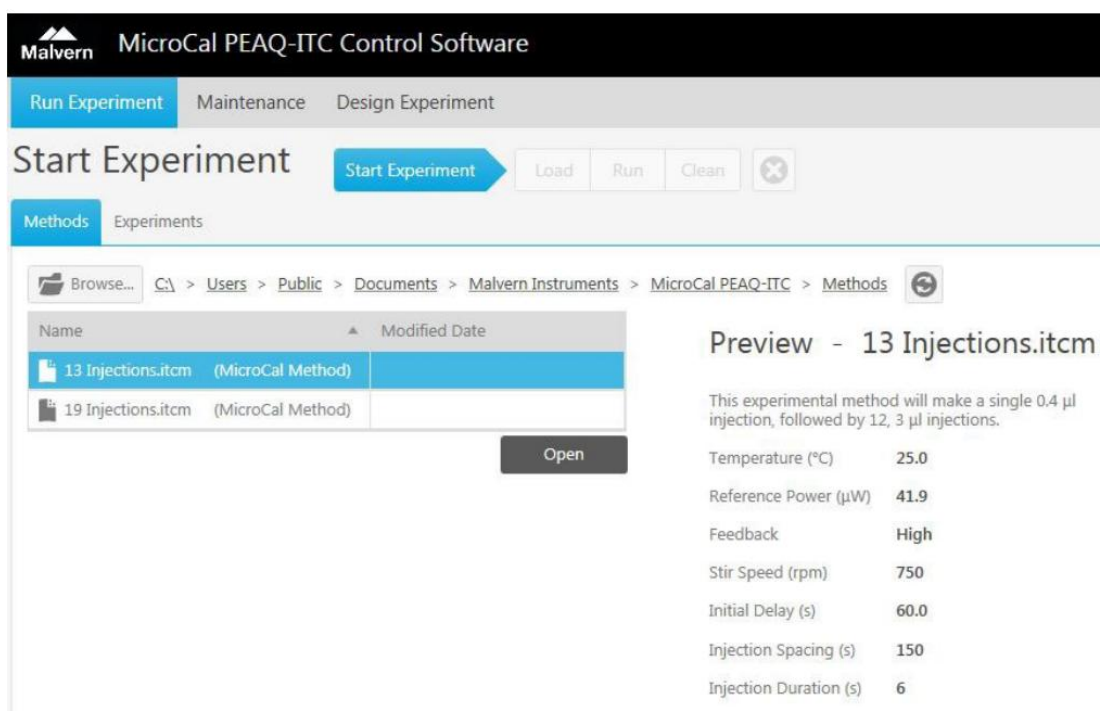 Malvern MicroCal PEAQ-ITC Control Software
Run Experiment Maintenance Design Experiment
Start Experiment Start Experiment Load Run Clean
Methods Experiments
Browse... C:\ > Users > Public > Documents > Malvern Instruments > MicroCal PEAQ-ITC > Methods
Name Modified Date
13 Injections.itcm (MicroCal Method)
19 Injections.itcm (MicroCal Method)
Open
Preview - 13 Injections.itcm
This experimental method will make a single 0.4 µl
injection, followed by 12, 3 µl injections.
Temperature (°C) 25.0
Reference Power (µW) 41.9
Feedback High
Stir Speed (rpm) 750
Initial Delay (s) 60.0
Injection Spacing (s) 150
Injection Duration (s) 6